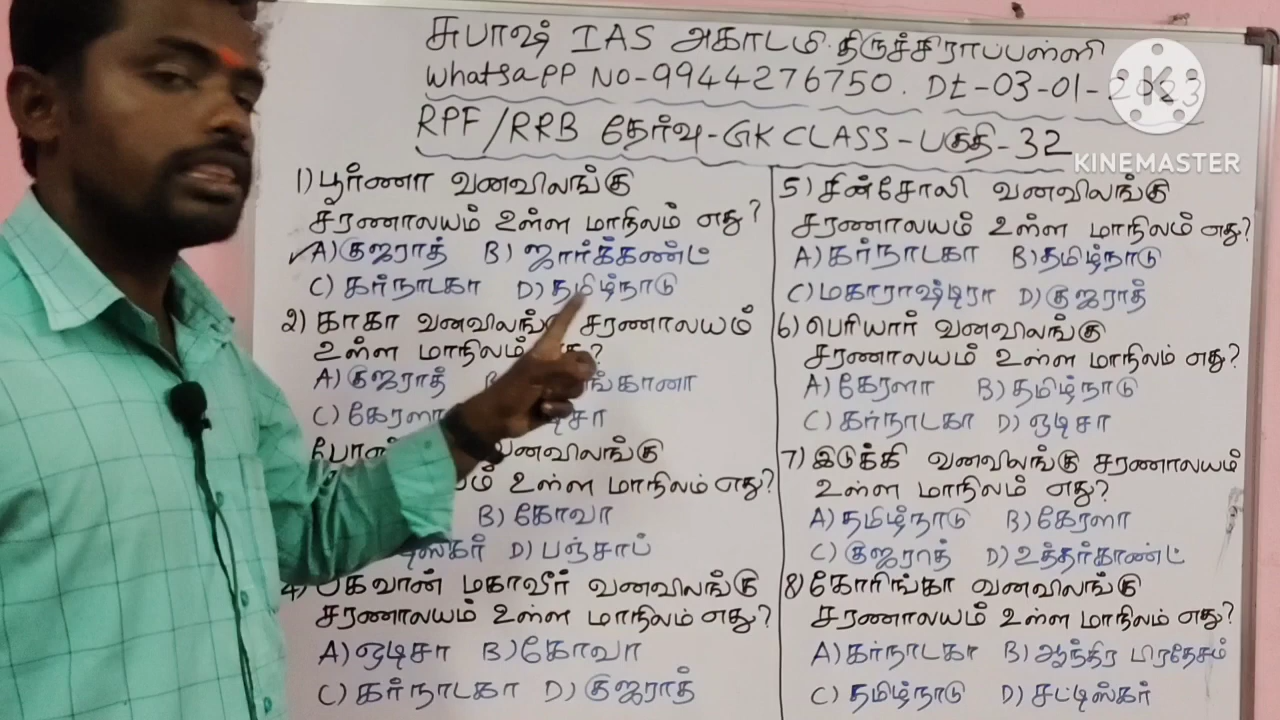 சுபாஷ் IAS அகாடமி திருச்சிராப்பள்ளி
WhatsaPP NO-9944276750. Dt-03-01-2023
RPF/RRB தேர்வு-GK CLASS-பகுதி-32
KINEMASTER
1) பூர்ணா வனவிலங்கு
சரணாலயம் உள்ள மாநிலம் எது?
A) குஜராத் B) ஜார்க்கண்ட்
C) கர்நாடகா D) தமிழ்நாடு
2) காகா வனவிலங்கு சரணாலயம்
உள்ள மாநிலம் எது?
A) குஜராத்
C) கேரளா
வனவிலங்கு
உள்ள மாநிலம் எது?
B) கோவா
D) பஞ்சாப்
4) பகவான் மகாவீர் வனவிலங்கு
சரணாலயம் உள்ள மாநிலம் எது?
A) ஒடிசா B) கோவா
C) கர்நாடகா D) குஜராத்
5) சின்சோலி வனவிலங்கு
சரணாலயம் உள்ள மாநிலம் எது?
A) கர்நாடகா B) தமிழ்நாடு
C) மகாராஷ்டிரா D) குஜராத்
6) பெரியார் வனவிலங்கு
சரணாலயம் உள்ள மாநிலம் எது?
A) கேரளா B) தமிழ்நாடு
C) கர்நாடகா D) ஒடிசா
7) இடுக்கி வனவிலங்கு சரணாலயம்
உள்ள மாநிலம் எது?
A) தமிழ்நாடு B) கேரளா
C) குஜராத் D) உத்தர்காண்ட்
8) கோரிங்கா வனவிலங்கு
சரணாலயம் உள்ள மாநிலம் எது?
A) கர்நாடகா B) ஆந்திர பிரதேசம்
C) தமிழ்நாடு D) சட்டிஸ்கர்